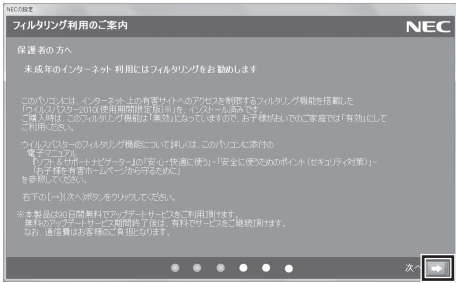 NECの設定
フィルタリング利用のご案内
NEC
保護者の方へ
未成年のインターネット利用にはフィルタリングをお勧めします
このパソコンには、インターネット上の有害サイトへのアクセスを制限するフィルタリング機能を搭載した
「ウイルスバスター2010(使用期間限定版)※」を、インストール済みです。
ご購入時は、このフィルタリング機能は「無効」になっていますので、お子様がおいでのご家庭では「有効」にして
ご利用ください。
ウイルスバスターのフィルタリング機能について詳しくは、このパソコンに添付の
電子マニュアル
『ソフト&サポートナビゲーター』の「安心・快適に使う」-「安全に使うためのポイント(セキュリティ対策)」-
「お子様を有害ホームページから守るために」
を参照してください。
右下の[→](次へ)ボタンをクリックしてください。
※本製品は90日間無料でアップデートサービスをご利用頂けます。
無料のアップデートサービス期間終了後は、有料でサービスをご継続頂けます。
なお、通信費はお客様のご負担となります。
次へ